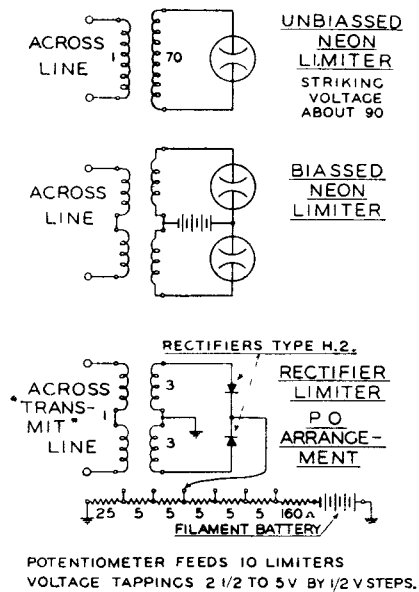 UNBIASSED
NEON
LIMITER
STRIKING
VOLTAGE
ABOUT 90
ACROSS
LINE
1
70
BIASSED
NEON
LIMITER
ACROSS
LINE
RECTIFIERS TYPE H.2.
RECTIFIER
LIMITER
P O
ARRANGE-
MENT
ACROSS
"TRANS-
MIT"
LINE
1
3
3
25 5 5 5 5 5 160 Ω
FILAMENT BATTERY
POTENTIOMETER FEEDS 10 LIMITERS
VOLTAGE TAPPINGS 2 1/2 TO 5V BY 1/2 V STEPS.